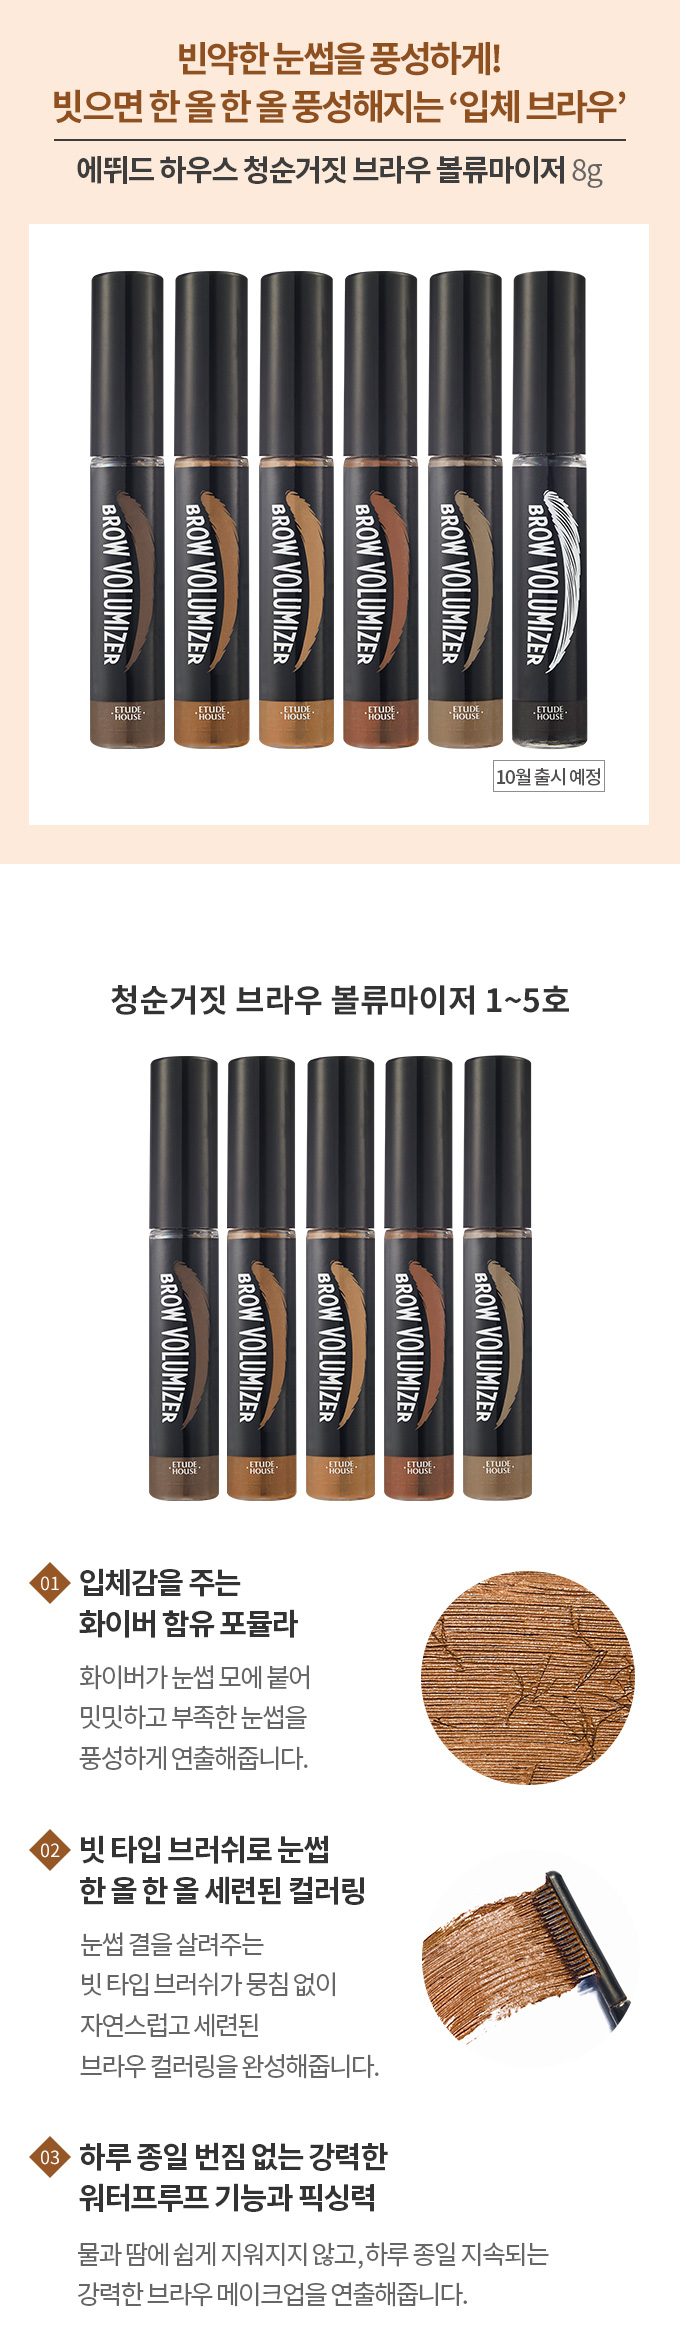 빈약한 눈썹을 풍성하게!
빗으면 한 올 한 올 풍성해지는 ‘입체 브라우’
에뛰드 하우스 청순거짓 브라우 볼류마이저 8g
BROW VOLUMIZER
BROW VOLUMIZER
BROW VOLUMIZER
BROW VOLUMIZER
BROW VOLUMIZER
BROW VOLUMIZER
ETUDE
HOUSE
ETUDE
HOUSE
ETUDE
HOUSE
ETUDE
HOUSE
ETUDE
HOUSE
ETUDE
HOUSE
10월 출시 예정
청순거짓 브라우 볼류마이저 1~5호
BROW VOLUMIZER
BROW VOLUMIZER
BROW VOLUMIZER
BROW VOLUMIZER
BROW VOLUMIZER
ETUDE
HOUSE
ETUDE
HOUSE
ETUDE
HOUSE
ETUDE
HOUSE
ETUDE
HOUSE
01 입체감을 주는
화이버 함유 포뮬라
화이버가 눈썹 모에 붙어
밋밋하고 부족한 눈썹을
풍성하게 연출해줍니다.
02 빗 타입 브러쉬로 눈썹
한 올 한 올 세련된 컬러링
눈썹 결을 살려주는
빗 타입 브러쉬가 뭉침 없이
자연스럽고 세련된
브라우 컬러링을 완성해줍니다.
03 하루 종일 번짐 없는 강력한
워터프루프 기능과 픽싱력
물과 땀에 쉽게 지워지지 않고, 하루 종일 지속되는
강력한 브라우 메이크업을 연출해줍니다.